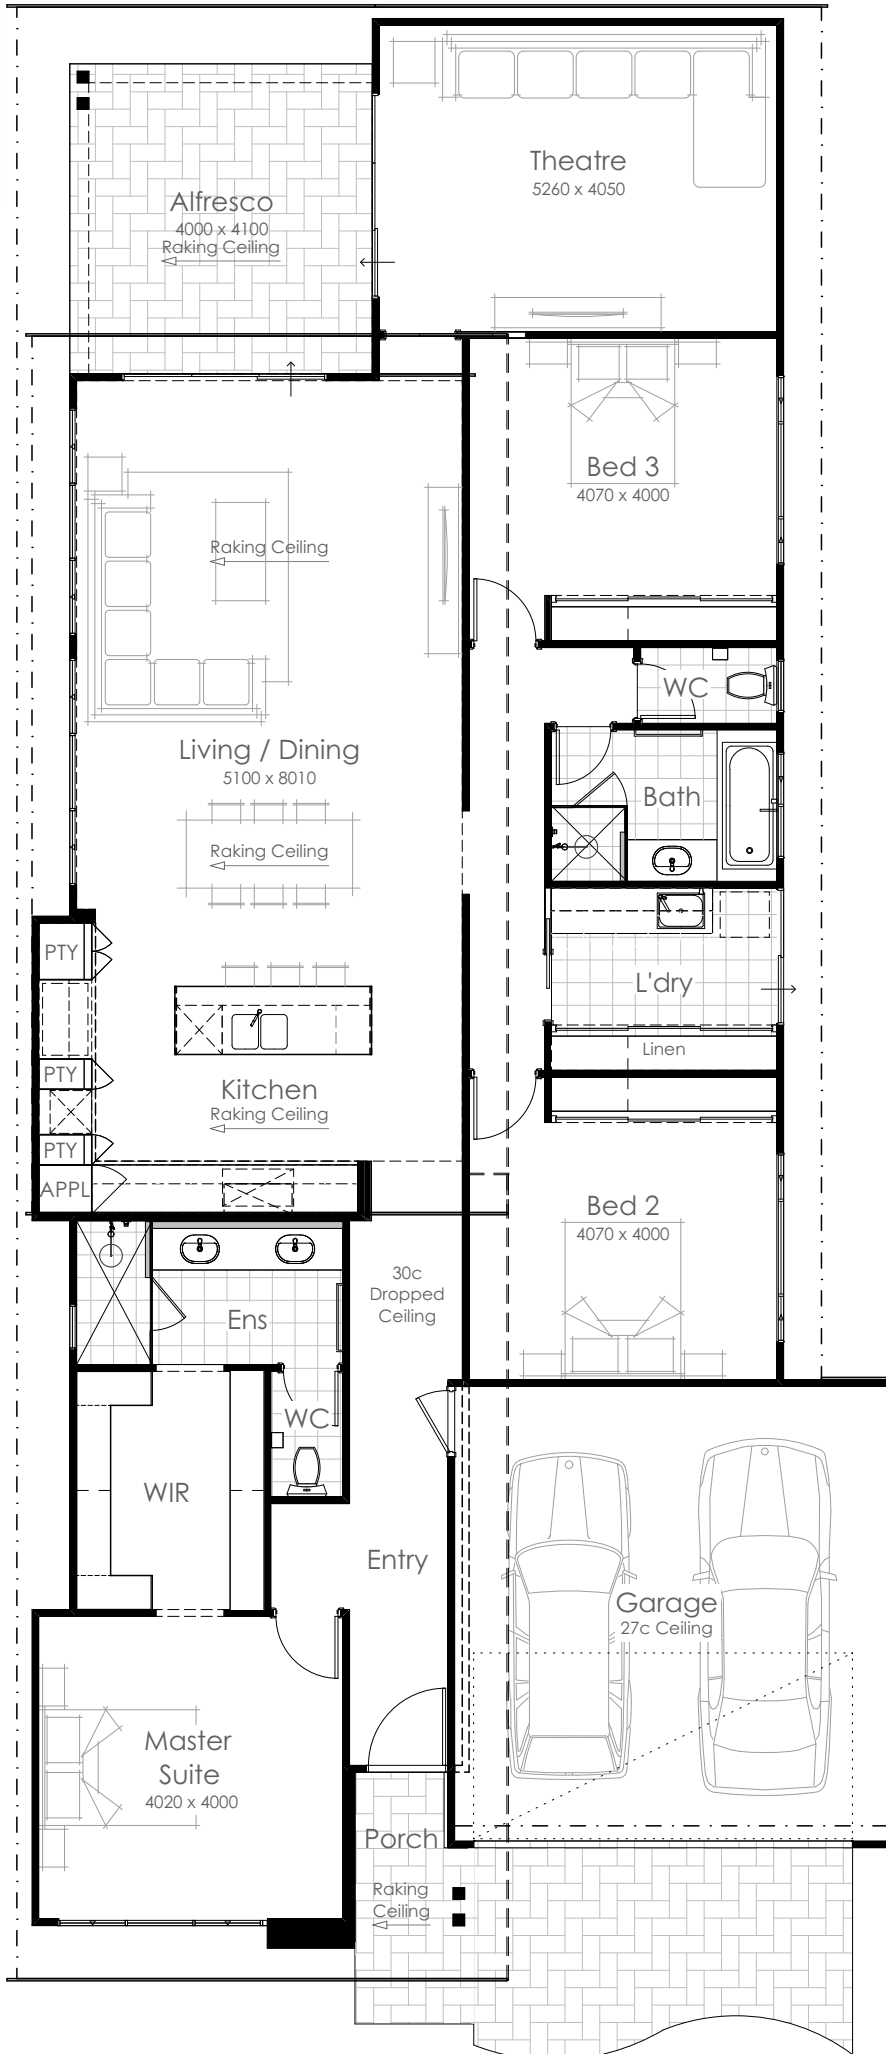 Theatre
5260 x 4050
Alfresco
4000 x 4100
Raking Ceiling
Bed 3
4070 x 4000
Raking Ceiling
WC
Living / Dining
5100 x 8010
Bath
Raking Ceiling
PTY
L'dry
Linen
PTY
Kitchen
Raking Ceiling
PTY
APPL
Bed 2
4070 x 4000
30c
Dropped
Ceiling
Ens
WC
WIR
Entry
Garage
27c Ceiling
Master
Suite
4020 x 4000
Porch
Raking
Ceiling